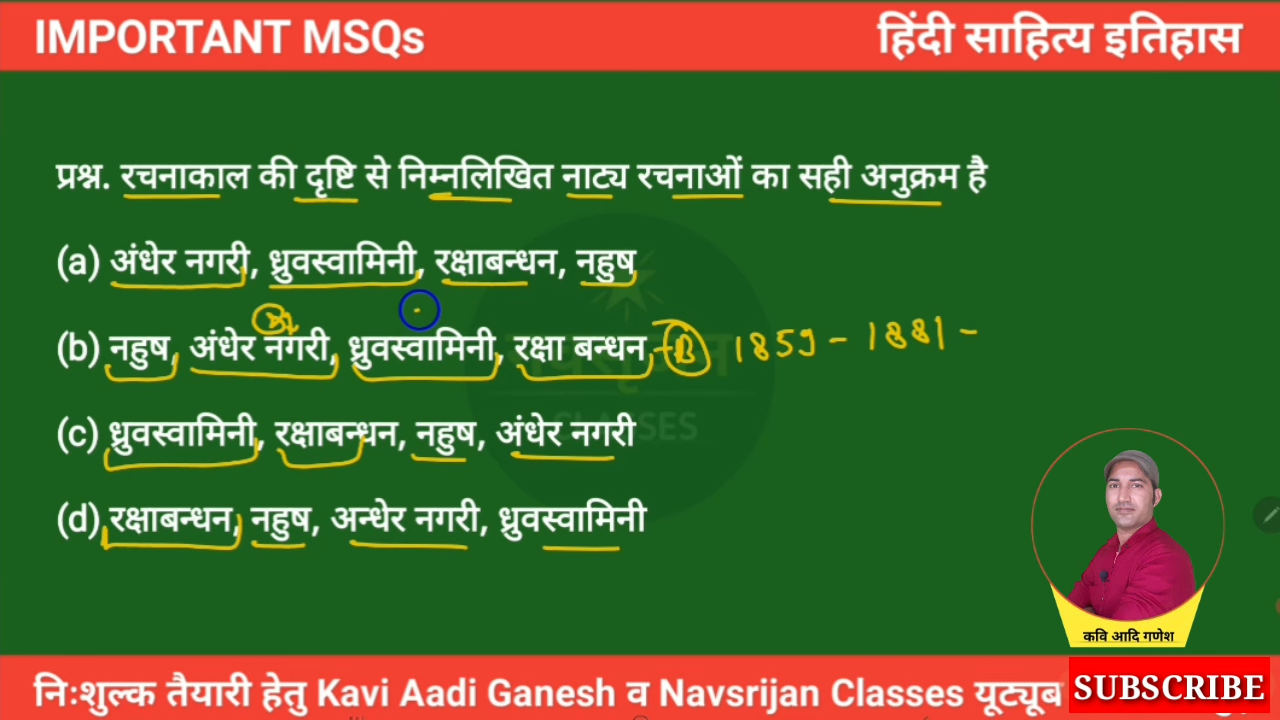 IMPORTANT MSQs हिंदी साहित्य इतिहास
प्रश्न. रचनाकाल की दृष्टि से निम्नलिखित नाट्य रचनाओं का सही अनुक्रम है
(a) अंधेर नगरी, ध्रुवस्वामिनी, रक्षाबन्धन, नहुष
(b) नहुष, अंधेर नगरी, ध्रुवस्वामिनी, रक्षा बन्धन - B 1859 - 1881 -
(c) ध्रुवस्वामिनी, रक्षाबन्धन, नहुष, अंधेर नगरी
(d) रक्षाबन्धन, नहुष, अन्धेर नगरी, ध्रुवस्वामिनी
CLASSES
कवि आदि गणेश
निःशुल्क तैयारी हेतु Kavi Aadi Ganesh व Navsrijan Classes यूट्यूब
SUBSCRIBE